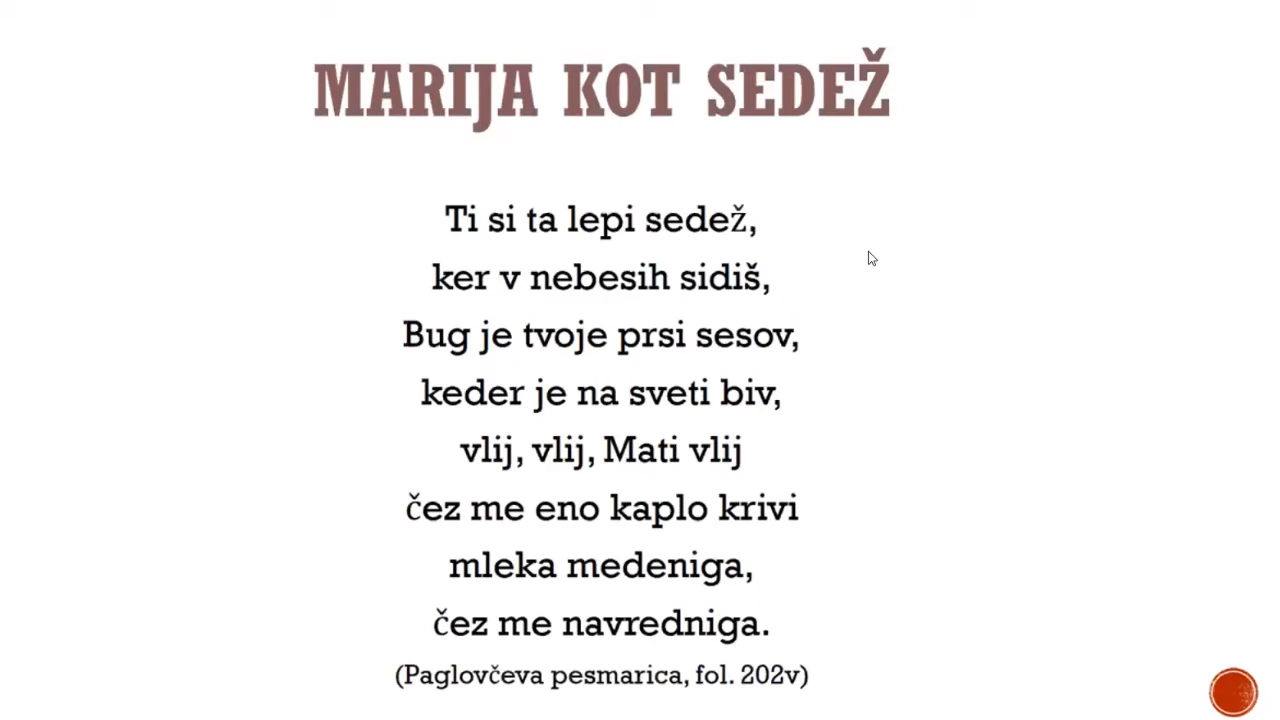 MARIJA KOT SEDEŽ
Ti si ta lepi sedež,
ker v nebesih sidiš,
Bug je tvoje prsi sesov,
keder je na sveti biv,
vlij, vlij, Mati vlij
čez me eno kaplo krivi
mleka medeniga,
čez me navredniga.
(Paglovčeva pesmarica, fol. 202v)